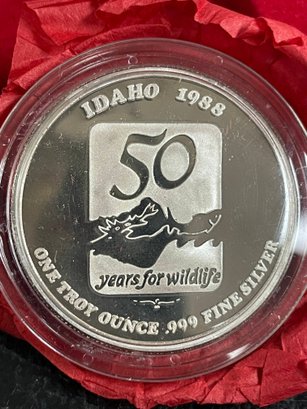 IDAHO 1988
50
years for wildlife
ONE TROY OUNCE .999 FINE SILVER